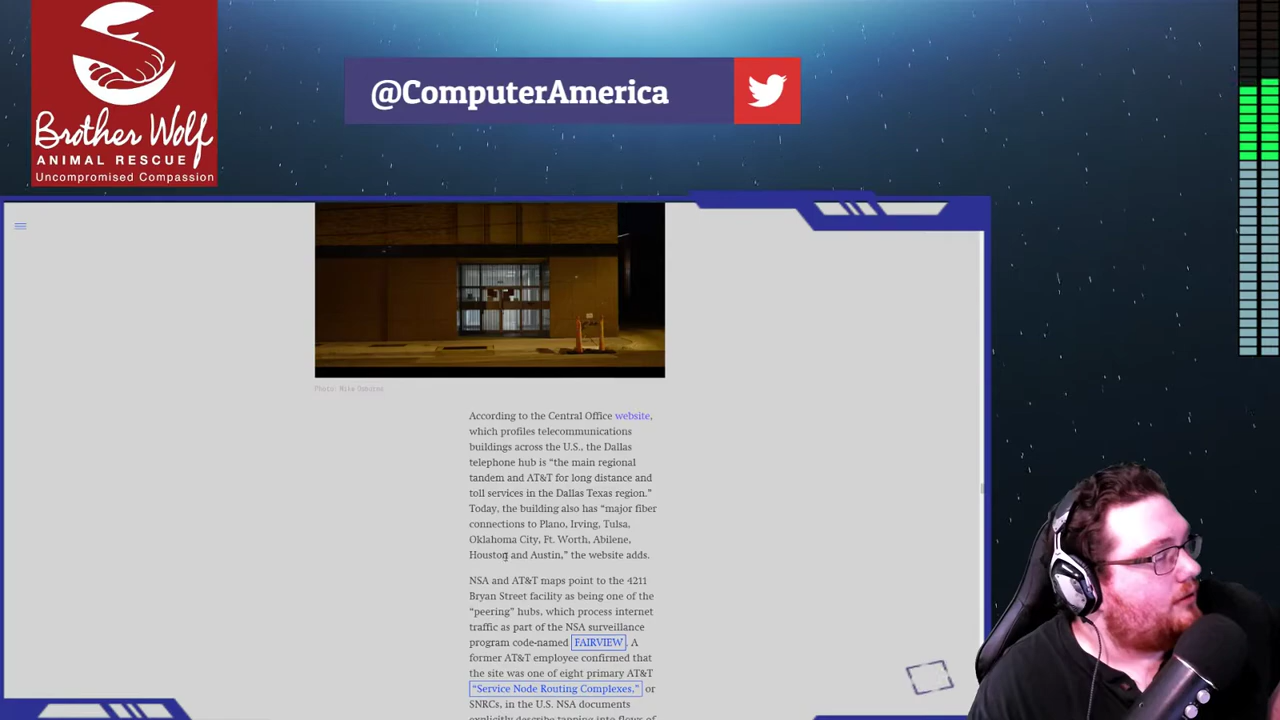 Brother Wolf
ANIMAL RESCUE
Uncompromised Compassion
@ComputerAmerica
Photo: Mike Osborne
According to the Central Office website,
which profiles telecommunications
buildings across the U.S., the Dallas
telephone hub is “the main regional
tandem and AT&T for long distance and
toll services in the Dallas Texas region.”
Today, the building also has “major fiber
connections to Plano, Irving, Tulsa,
Oklahoma City, Ft. Worth, Abilene,
Houston and Austin,” the website adds.
NSA and AT&T maps point to the 4211
Bryan Street facility as being one of the
“peering” hubs, which process internet
traffic as part of the NSA surveillance
program code-named FAIRVIEW. A
former AT&T employee confirmed that
the site was one of eight primary AT&T
“Service Node Routing Complexes,” or
SNRCs, in the U.S. NSA documents
explicitly describe tapping into flows of